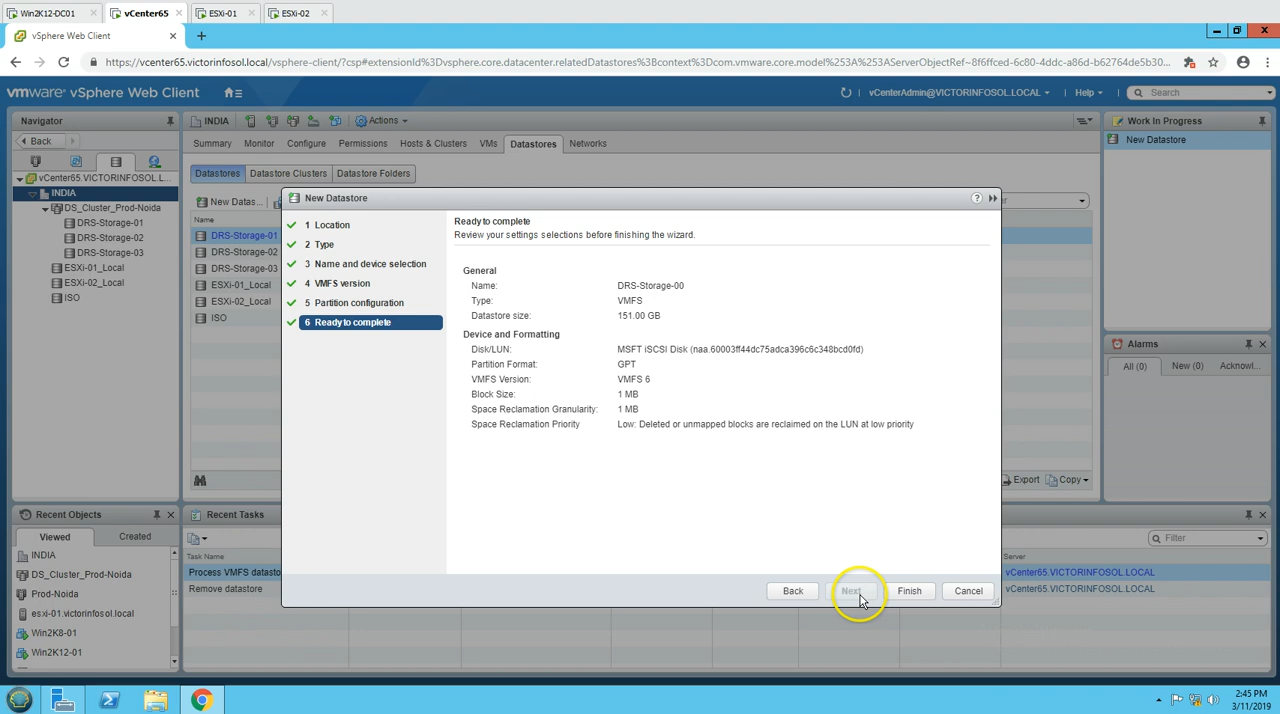 Win2K12-DC01
vCenter65
ESXi-01
ESXi-02
vSphere Web Client
https://vcenter65.victorinfosol.local/vsphere-client/?csp#extensionId%3Dvsphere.core.datacenter.relatedDatastores%3Bcontext%3Dcom.vmware.core.model%253A%253AServerObjectRef~8f6ffced-6c80-4ddc-a86d-b62764de5b30...
vmware® vSphere Web Client
vCenterAdmin@VICTORINFOSOL.LOCAL
Help
Search
Navigator
INDIA
Actions
Work In Progress
Back
Summary
Monitor
Configure
Permissions
Hosts & Clusters
VMs
Datastores
Networks
New Datastore
vCenter65.VICTORINFOSOL.L...
INDIA
DS_Cluster_Prod-Noida
DRS-Storage-01
DRS-Storage-02
DRS-Storage-03
ESXi-01_Local
ESXi-02_Local
ISO
Datastores
Datastore Clusters
Datastore Folders
New Datas...
Name
DRS-Storage-01
DRS-Storage-02
DRS-Storage-03
ESXi-01_Local
ESXi-02_Local
ISO
New Datastore
1 Location
2 Type
3 Name and device selection
4 VMFS version
5 Partition configuration
6 Ready to complete
Ready to complete
Review your settings selections before finishing the wizard.
General
Name: DRS-Storage-00
Type: VMFS
Datastore size: 151.00 GB
Device and Formatting
Disk/LUN: MSFT iSCSI Disk (naa.60003ff44dc75adca396c6c348bcd0fd)
Partition Format: GPT
VMFS Version: VMFS 6
Block Size: 1 MB
Space Reclamation Granularity: 1 MB
Space Reclamation Priority Low: Deleted or unmapped blocks are reclaimed on the LUN at low priority
Back
Next
Finish
Cancel
Export
Copy
Alarms
All (0)
New (0)
Acknowl...
Recent Objects
Viewed
Created
INDIA
DS_Cluster_Prod-Noida
Prod-Noida
esxi-01.victorinfosol.local
Win2K8-01
Win2K12-01
Recent Tasks
Filter
Task Name
Server
Process VMFS datasto
vCenter65.VICTORINFOSOL.LOCAL
Remove datastore
vCenter65.VICTORINFOSOL.LOCAL
2:45 PM
3/11/2019